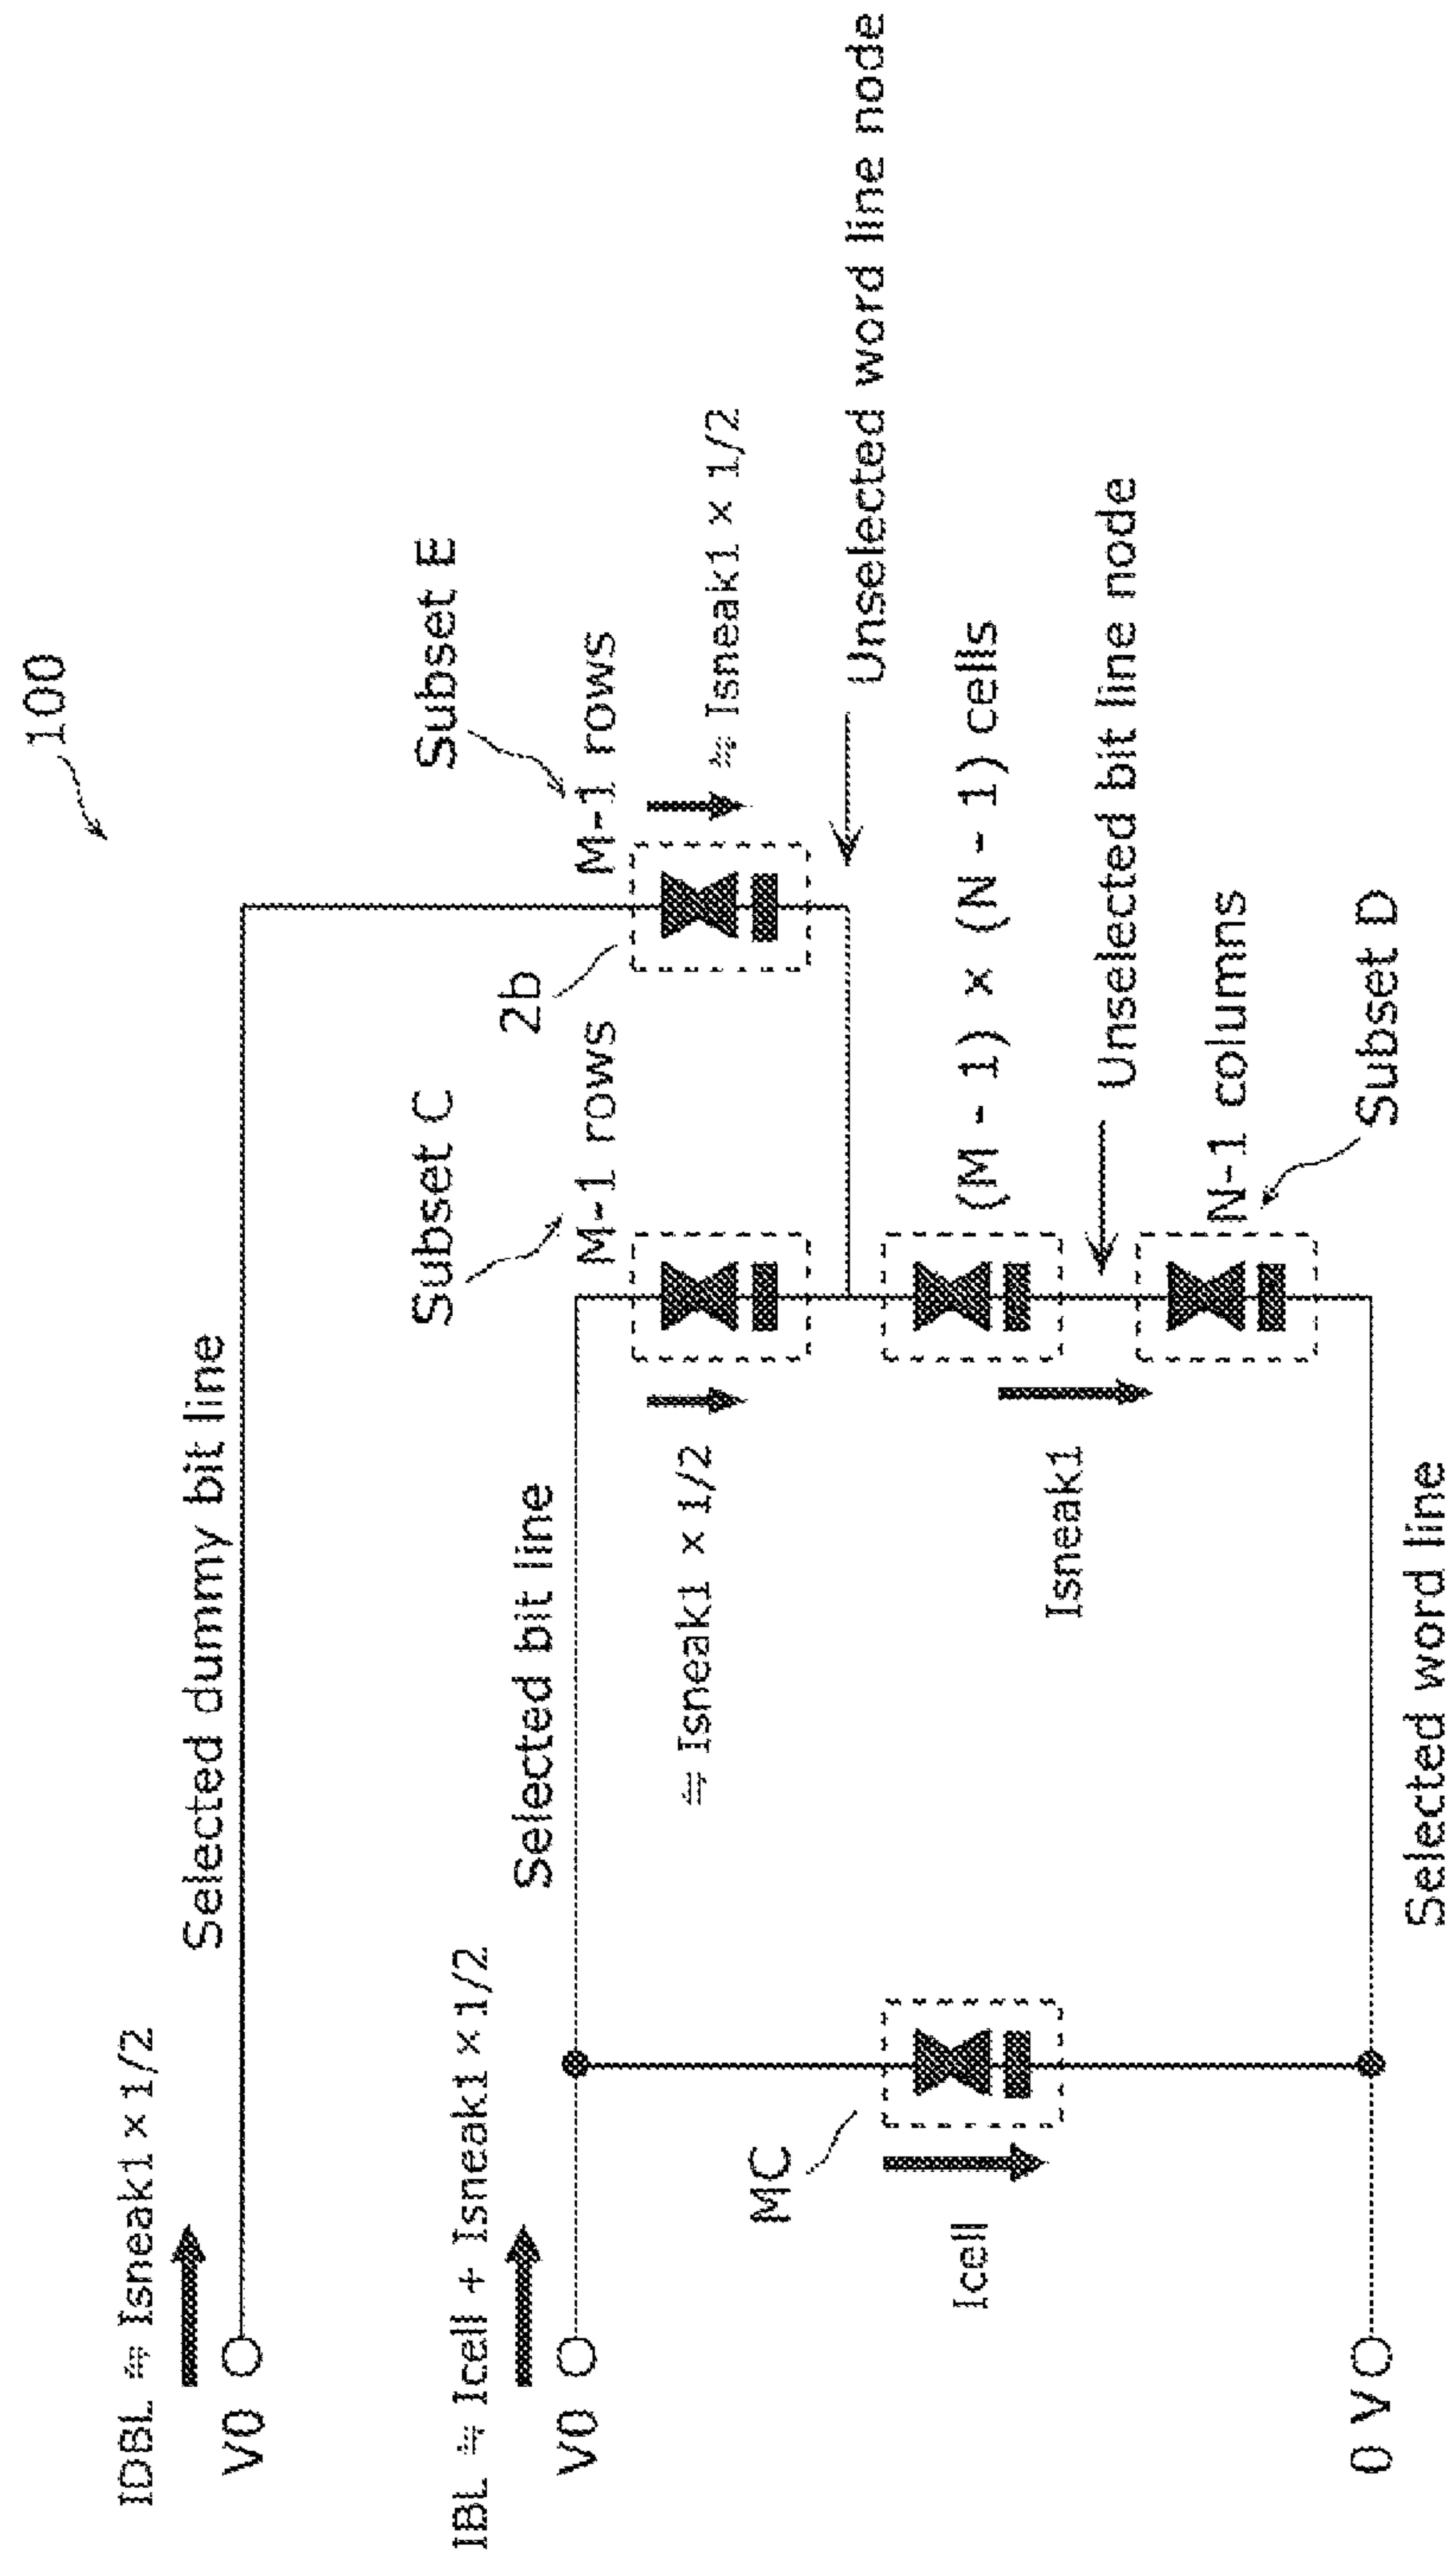 100
IDBL ≒ Isneak1 × 1/2
Selected dummy bit line
V0
Subset E
M-1 rows
2b
≒ Isneak1 × 1/2
Unselected word line node
IBL ≒ Icell + Isneak1 × 1/2
Selected bit line
V0
Subset C
M-1 rows
≒ Isneak1 × 1/2
(M - 1) × (N - 1) cells
Unselected bit line node
MC
Icell
Isneak1
N-1 columns
Subset D
0 V
Selected word line